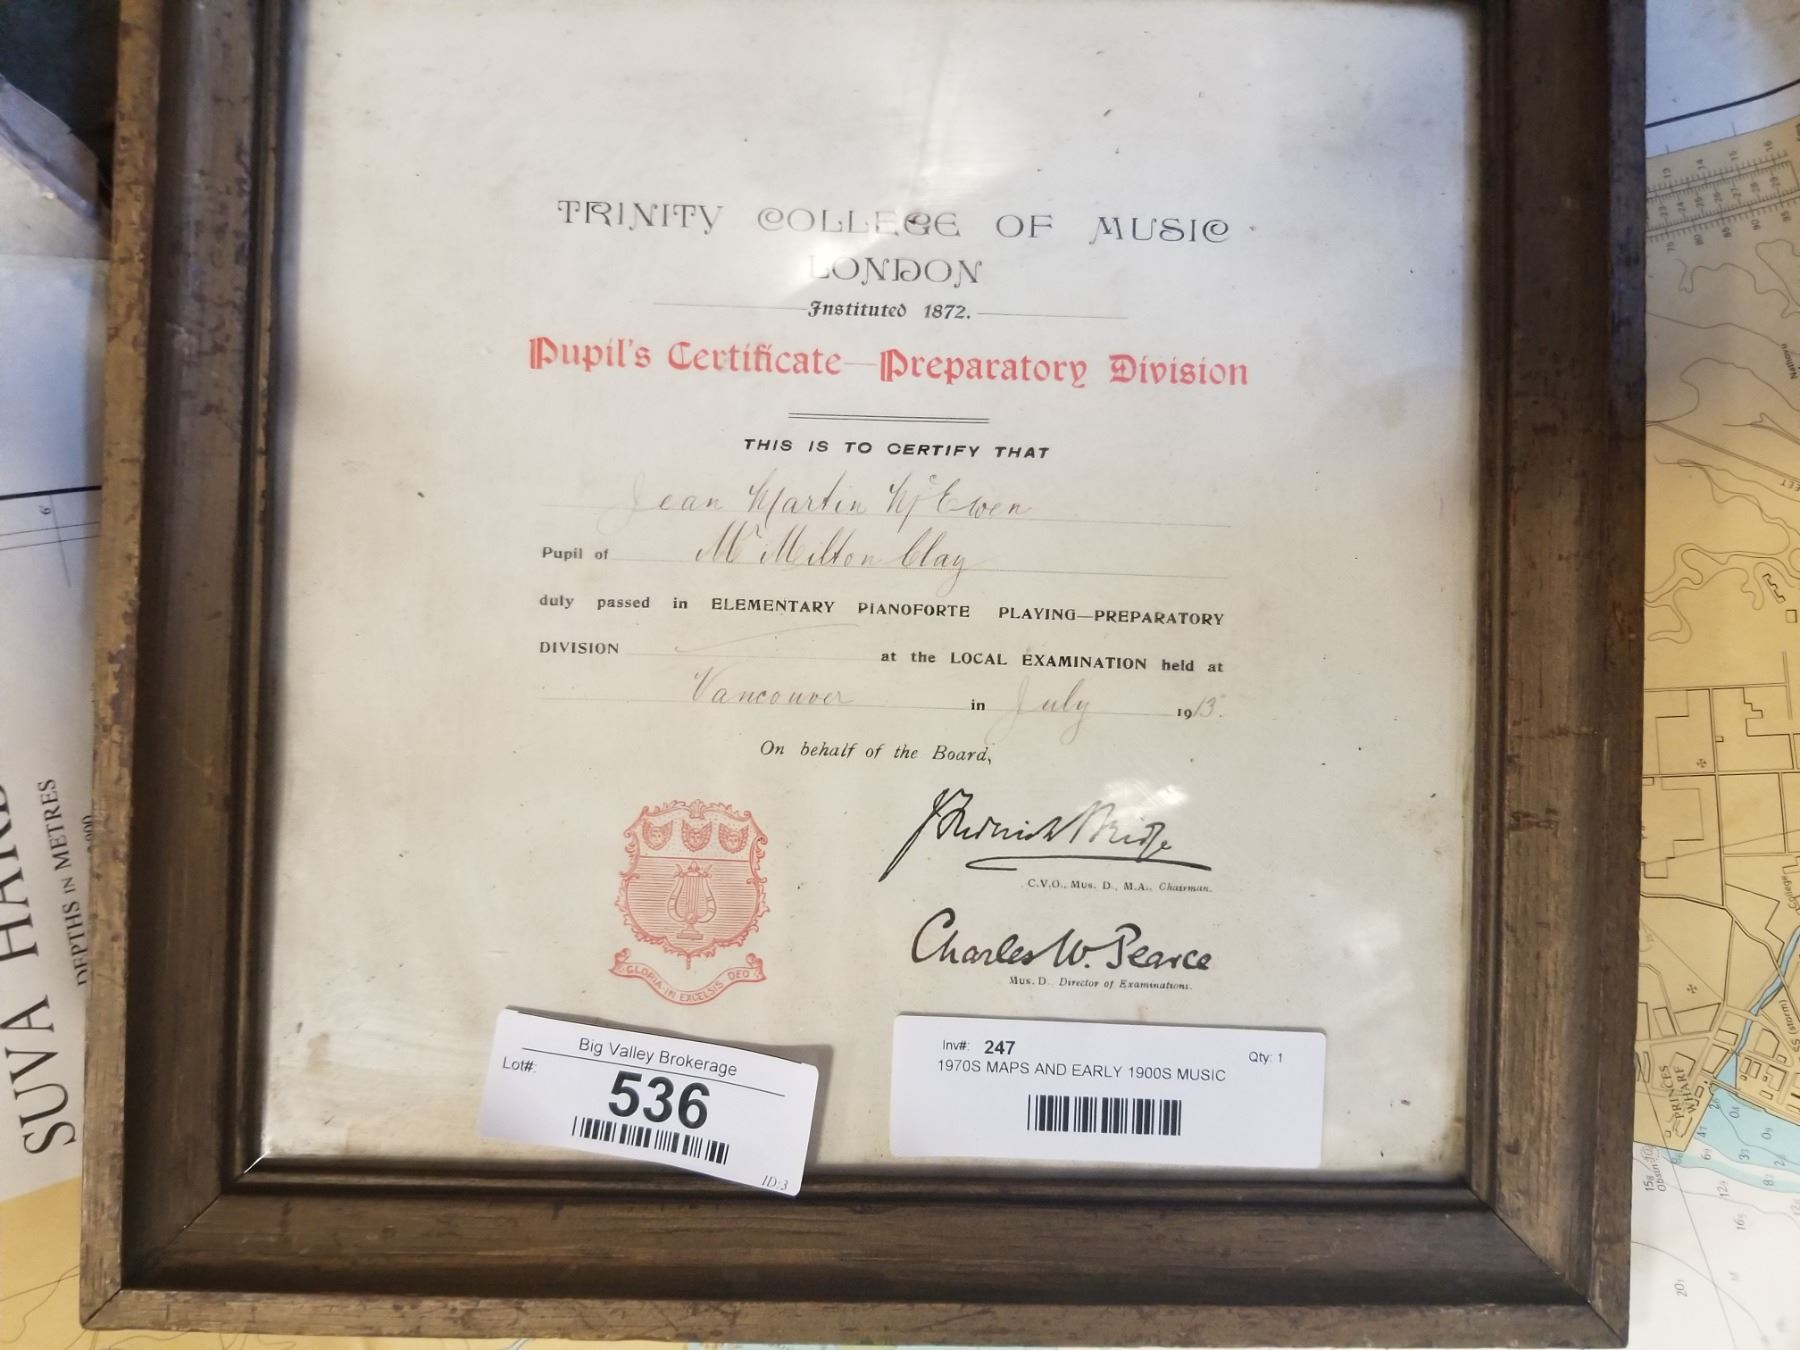 TRINITY COLLEGE OF MUSIC
LONDON
Instituted 1872.
Pupil's Certificate—Preparatory Division
THIS IS TO CERTIFY THAT
Jean Martin McEwen
Pupil of Mr Milton Clay
duly passed in ELEMENTARY PIANOFORTE PLAYING—PREPARATORY
DIVISION at the LOCAL EXAMINATION held at
Vancouver in July 1913.
On behalf of the Board,
J Frederick Bridge
C.V.O., Mus. D., M.A., Chairman.
Charles W. Pearce
Mus. D. Director of Examinations.
GLORIA IN EXCELSIS DEO
Big Valley Brokerage
Lot#:
536
ID:3
Inv#: 247 Qty: 1
1970S MAPS AND EARLY 1900S MUSIC
SUVA
DEPTHS IN METRES
PRINCES
WHARF